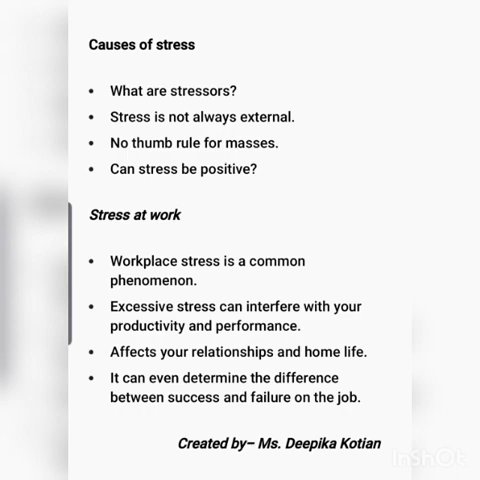 Causes of stress
• What are stressors?
• Stress is not always external.
• No thumb rule for masses.
• Can stress be positive?
Stress at work
• Workplace stress is a common
phenomenon.
• Excessive stress can interfere with your
productivity and performance.
• Affects your relationships and home life.
• It can even determine the difference
between success and failure on the job.
Created by– Ms. Deepika Kotian
InShOt